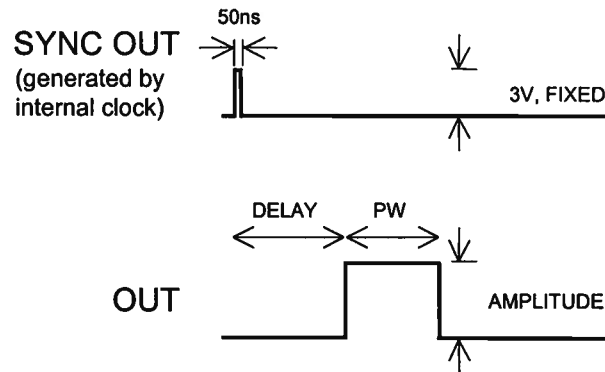 50ns
SYNC OUT
(generated by
internal clock)
3V, FIXED
DELAY
PW
OUT
AMPLITUDE